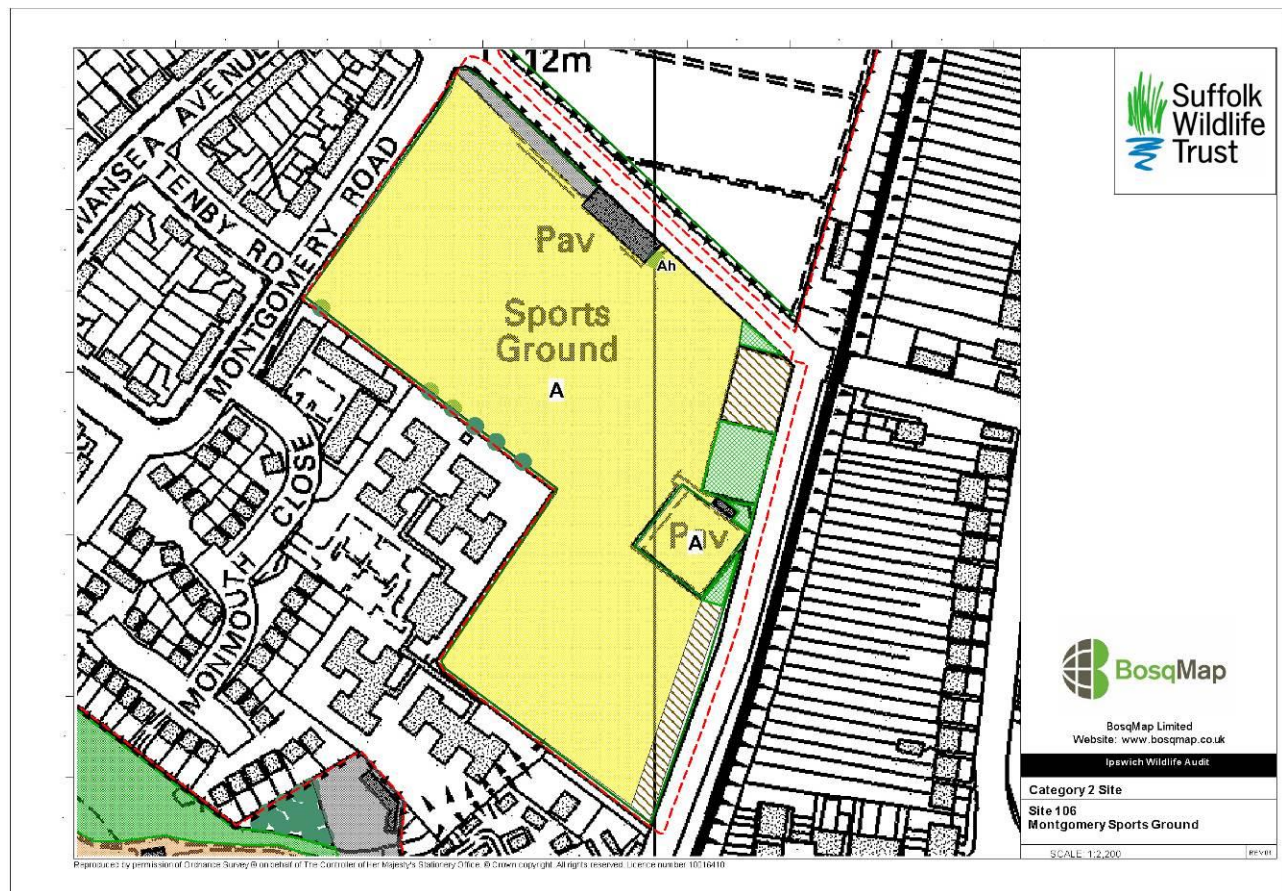 12m
SWANSEA AVENUE
TENBY RD
MONTGOMERY ROAD
Pav
Ah
Sports
Ground
A
MONMOUTH CLOSE
Pav
A
Suffolk
Wildlife
Trust
BosqMap
BosqMap Limited
Website: www.bosqmap.co.uk
Ipswich Wildlife Audit
Category 2 Site
Site 106
Montgomery Sports Ground
SCALE 1:2,200
REV01
Reproduced by permission of Ordnance Survey ® on behalf of The Controller of Her Majesty's Stationery Office. © Crown copyright. All rights reserved. Licence number 10016410